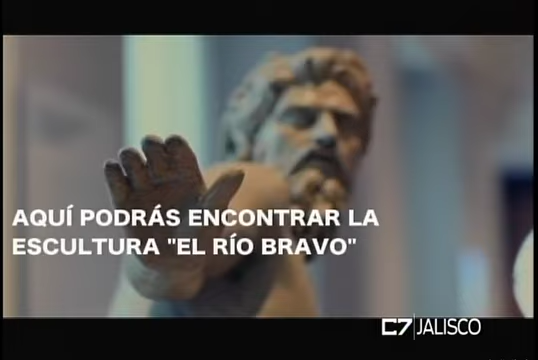 AQUÍ PODRÁS ENCONTRAR LA
ESCULTURA "EL RÍO BRAVO"
C7 JALISCO